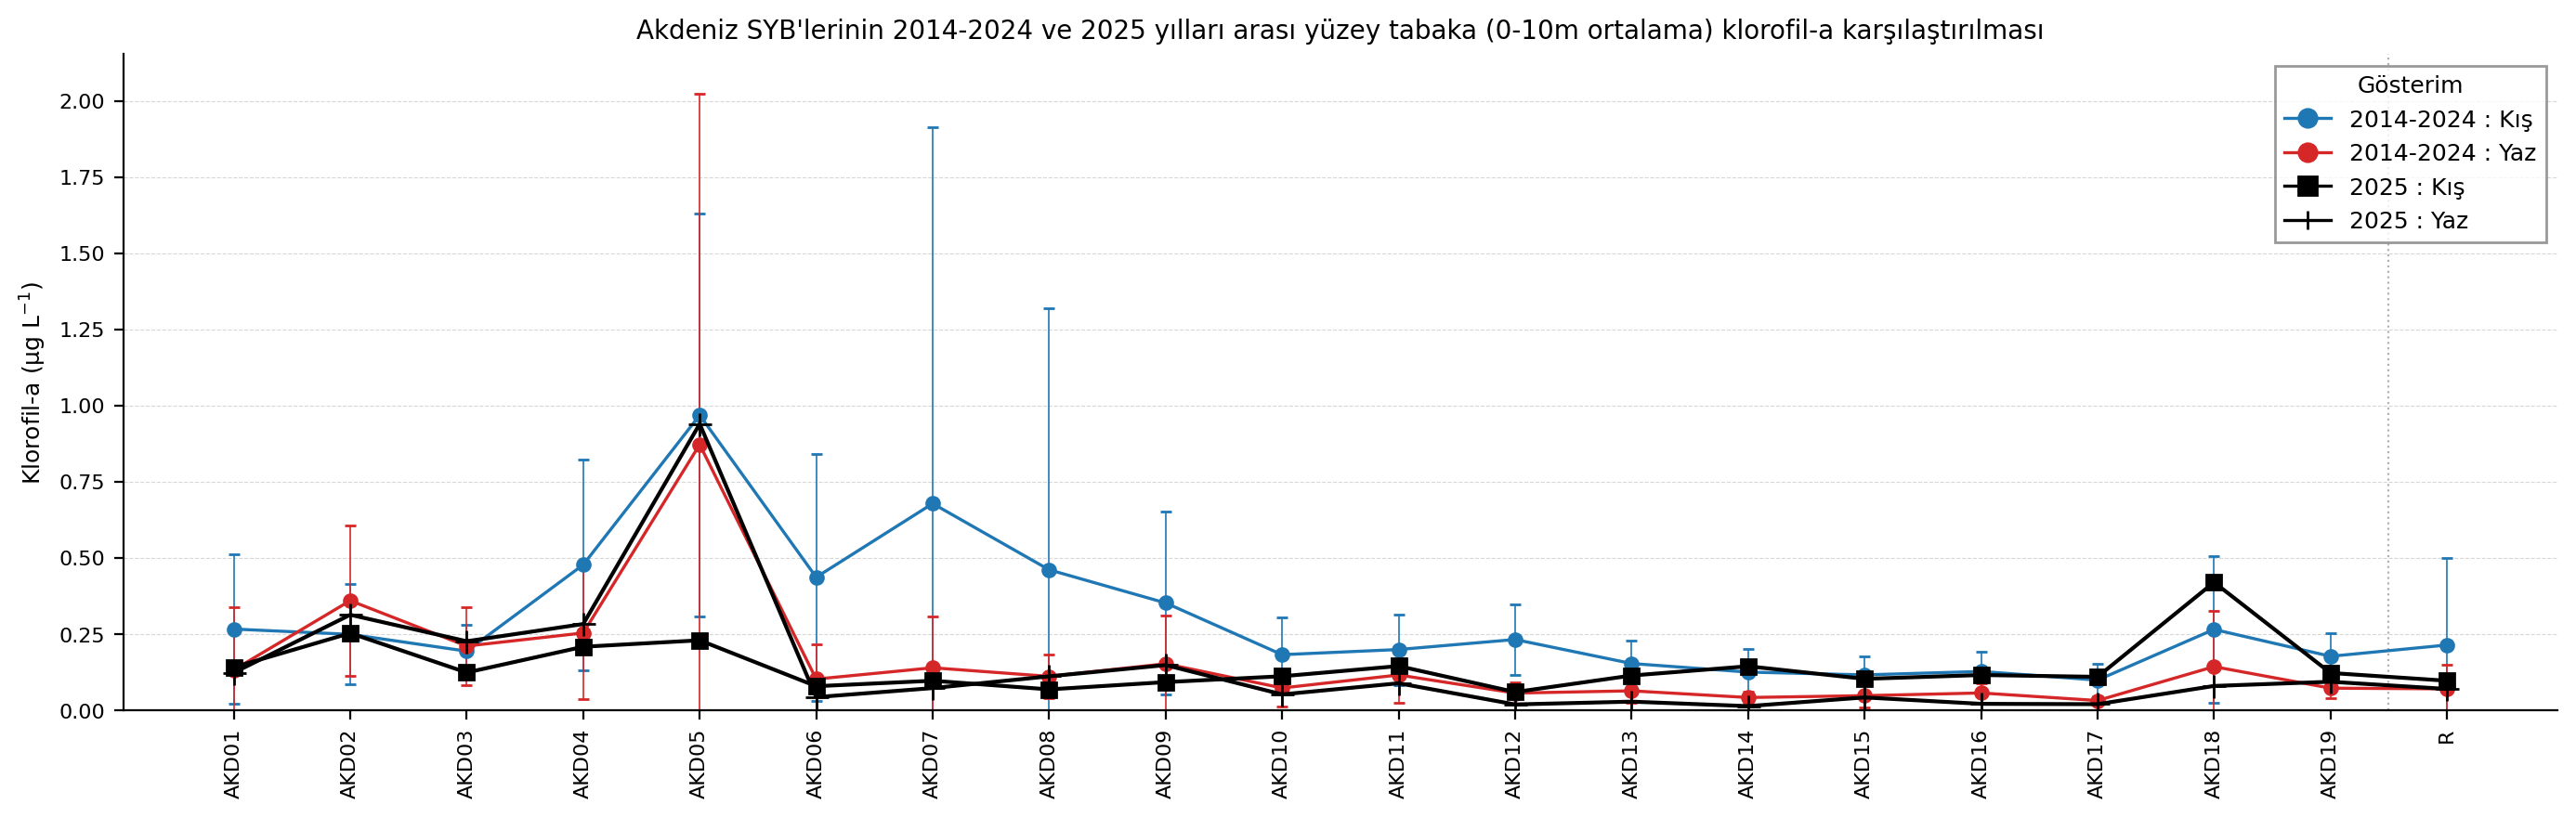 Akdeniz SYB'lerinin 2014-2024 ve 2025 yılları arası yüzey tabaka (0-10m ortalama) klorofil-a karşılaştırılması
Gösterim
2014-2024 : Kış
2014-2024 : Yaz
2025 : Kış
2025 : Yaz
Klorofil-a (µg L⁻¹)
2.00
1.75
1.50
1.25
1.00
0.75
0.50
0.25
0.00
AKD01
AKD02
AKD03
AKD04
AKD05
AKD06
AKD07
AKD08
AKD09
AKD10
AKD11
AKD12
AKD13
AKD14
AKD15
AKD16
AKD17
AKD18
AKD19
R